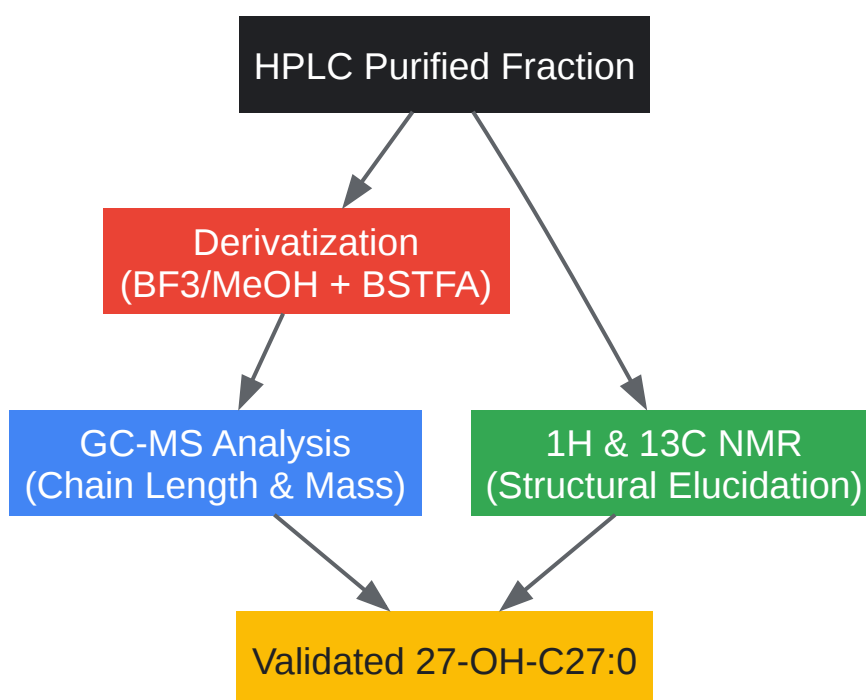 HPLC Purified Fraction
Derivatization
(BF3/MeOH + BSTFA)
GC-MS Analysis
(Chain Length & Mass)
1H & 13C NMR
(Structural Elucidation)
Validated 27-OH-C27:0